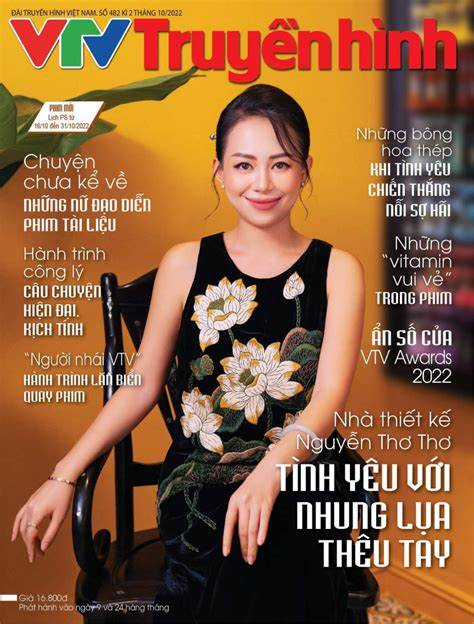 ĐÀI TRUYỀN HÌNH VIỆT NAM. SỐ 482 KÌ 2 THÁNG 10/2022
VTV Truyền hình
PHIM MỚI
Lịch PS từ
16/10 đến 31/10/2022
Chuyện
chưa kể về
NHỮNG NỮ ĐẠO DIỄN
PHIM TÀI LIỆU
Hành trình
công lý
CÂU CHUYỆN
HIỆN ĐẠI,
KỊCH TÍNH
"Người nhái VTV"
HÀNH TRÌNH LẶN BIỂN
QUAY PHIM
Những bông
hoa thép
KHI TÌNH YÊU
CHIẾN THẮNG
NỖI SỢ HÃI
Những
"vitamin
vui vẻ"
TRONG PHIM
ẨN SỐ CỦA
VTV Awards
2022
Nhà thiết kế
Nguyễn Thơ Thơ
TÌNH YÊU VỚI
NHUNG LỤA
THÊU TAY
Giá 16.800đ
Phát hành vào ngày 9 và 24 hàng tháng